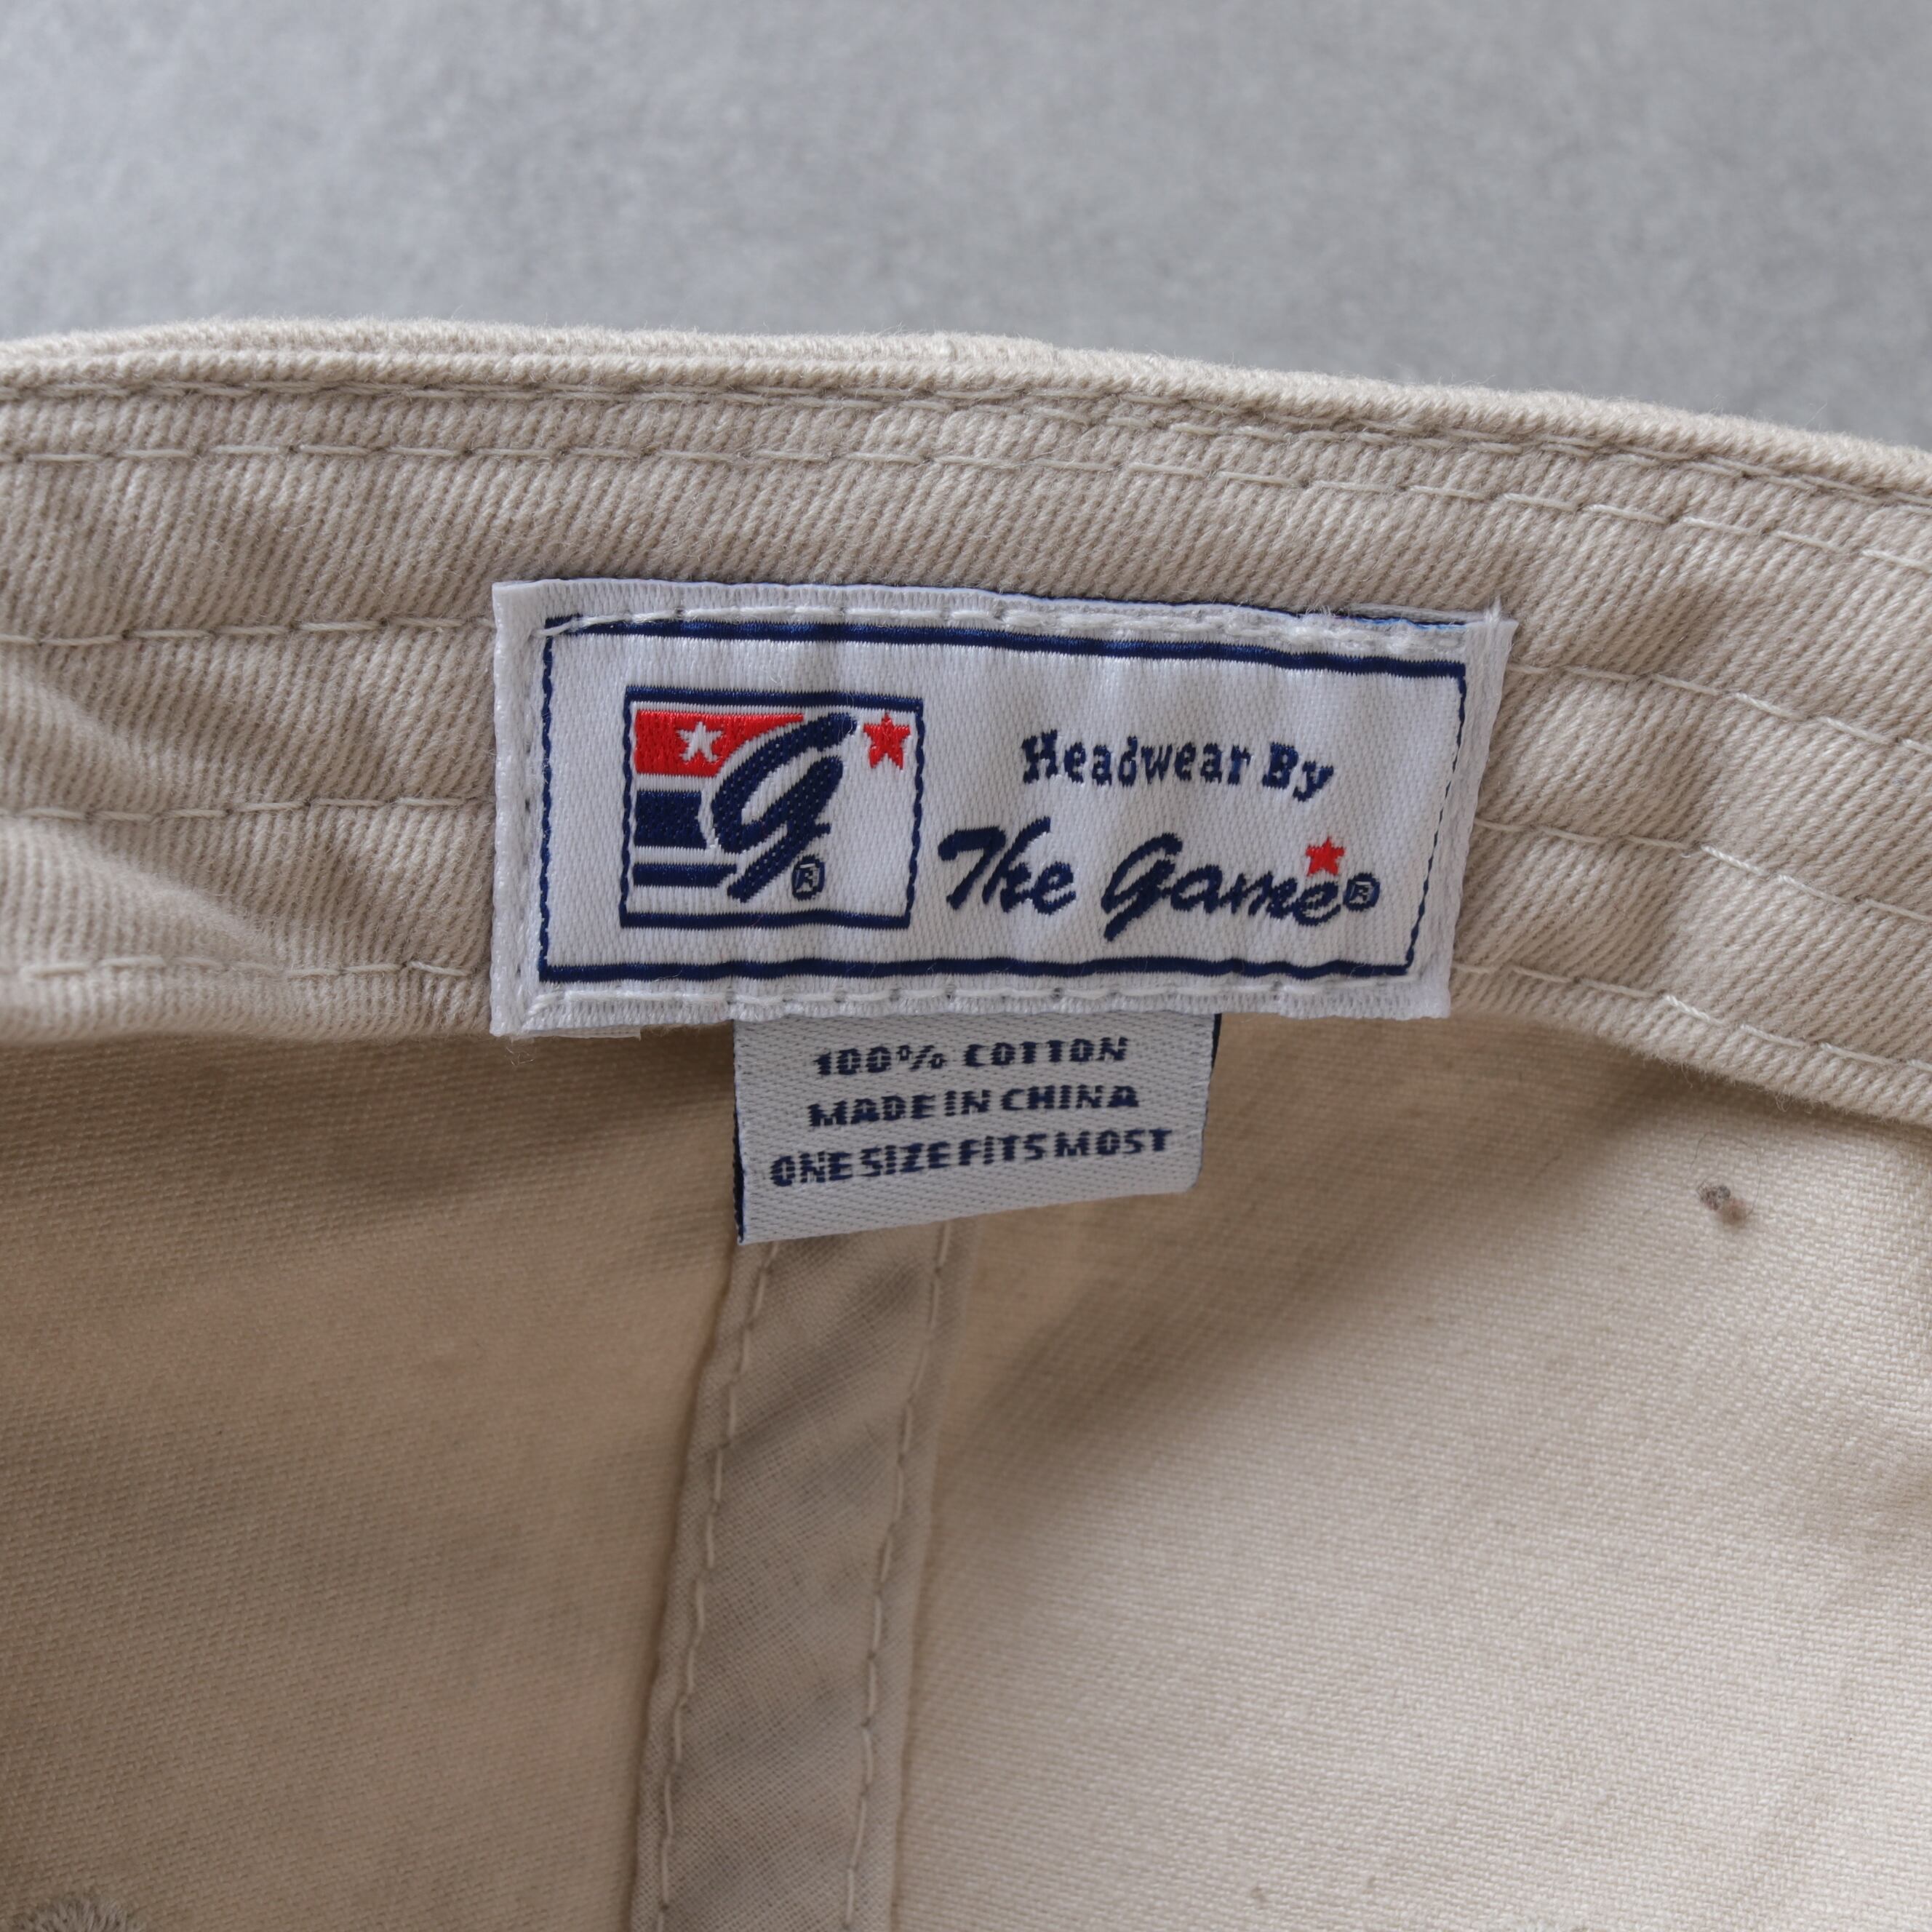 G®
Headwear By
The Game®
100% COTTON
MADE IN CHINA
ONE SIZE FITS MOST